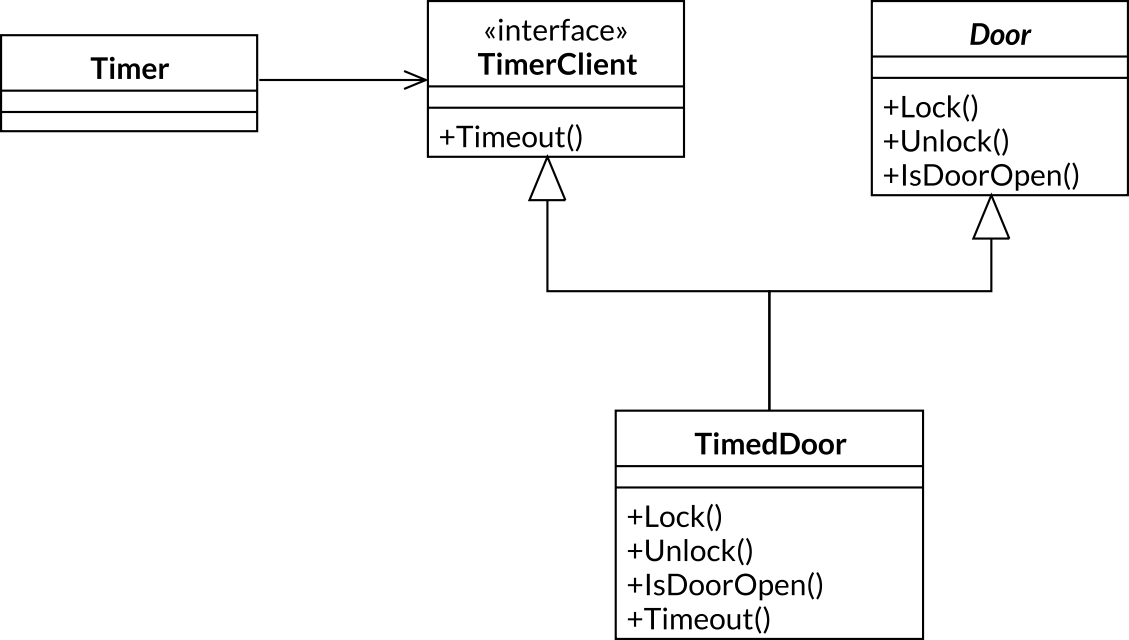 Timer
«interface»
TimerClient
+Timeout()
Door
+Lock()
+Unlock()
+IsDoorOpen()
TimedDoor
+Lock()
+Unlock()
+IsDoorOpen()
+Timeout()